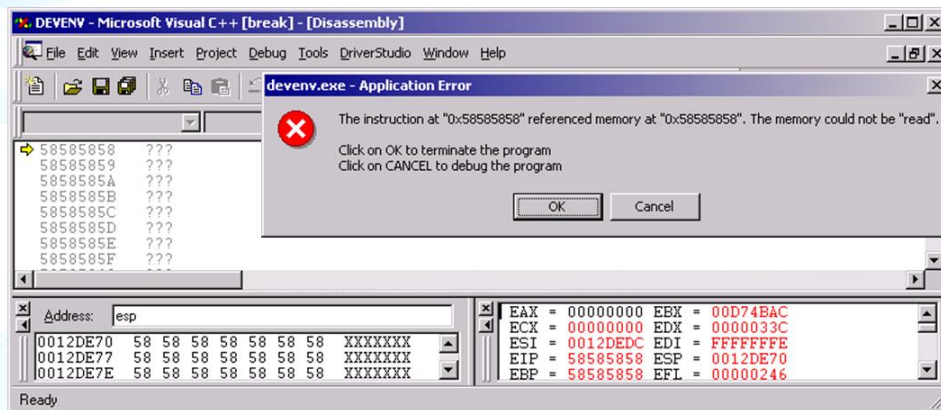 DEVENV - Microsoft Visual C++ [break] - [Disassembly]
File Edit View Insert Project Debug Tools DriverStudio Window Help
devenv.exe - Application Error
The instruction at "0x58585858" referenced memory at "0x58585858". The memory could not be "read".
Click on OK to terminate the program
Click on CANCEL to debug the program
OK Cancel
58585858 ???
58585859 ???
5858585A ???
5858585B ???
5858585C ???
5858585D ???
5858585E ???
5858585F ???
Address: esp
0012DE70 58 58 58 58 58 58 58 XXXXXXX
0012DE77 58 58 58 58 58 58 58 XXXXXXX
0012DE7E 58 58 58 58 58 58 58 XXXXXXX
EAX = 00000000 EBX = 00D74BAC
ECX = 00000000 EDX = 0000033C
ESI = 0012DEDC EDI = FFFFFFFE
EIP = 58585858 ESP = 0012DE70
EBP = 58585858 EFL = 00000246
Ready